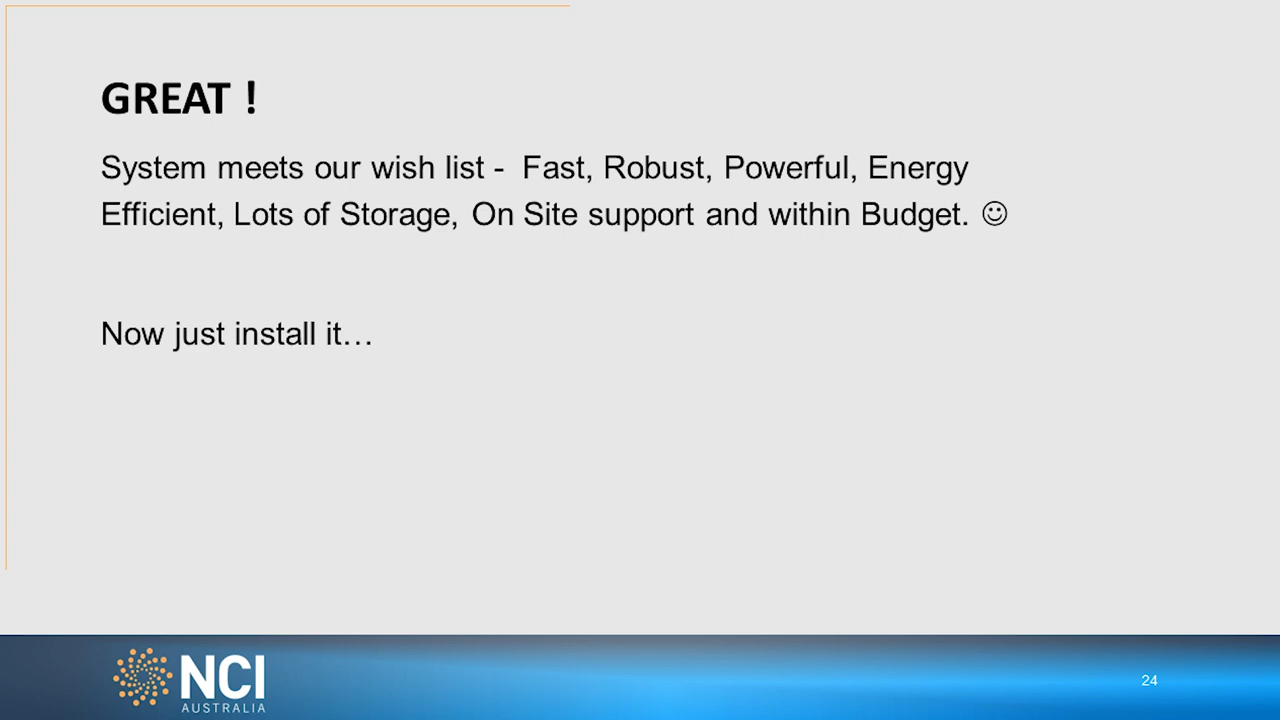 GREAT !
System meets our wish list -  Fast, Robust, Powerful, Energy
Efficient, Lots of Storage, On Site support and within Budget. ☺
Now just install it…
NCI
AUSTRALIA
24